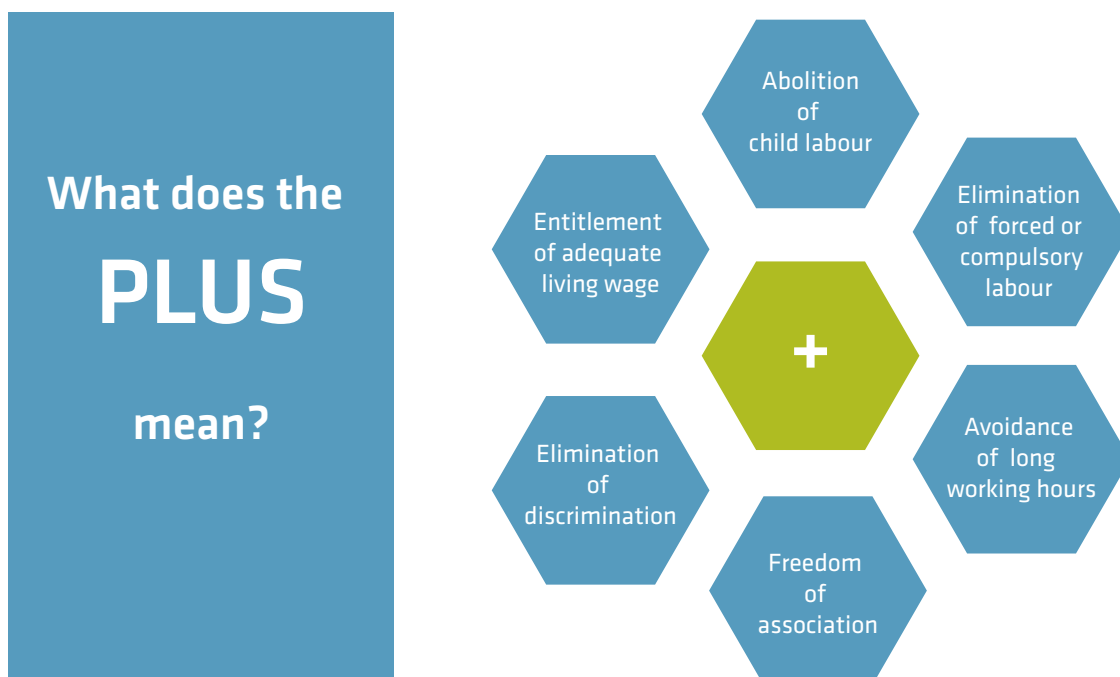 What does the
PLUS
mean?
Abolition
of
child labour
Elimination
of forced or
compulsory
labour
Avoidance
of long
working hours
Freedom
of
association
Elimination
of
discrimination
Entitlement
of adequate
living wage
+